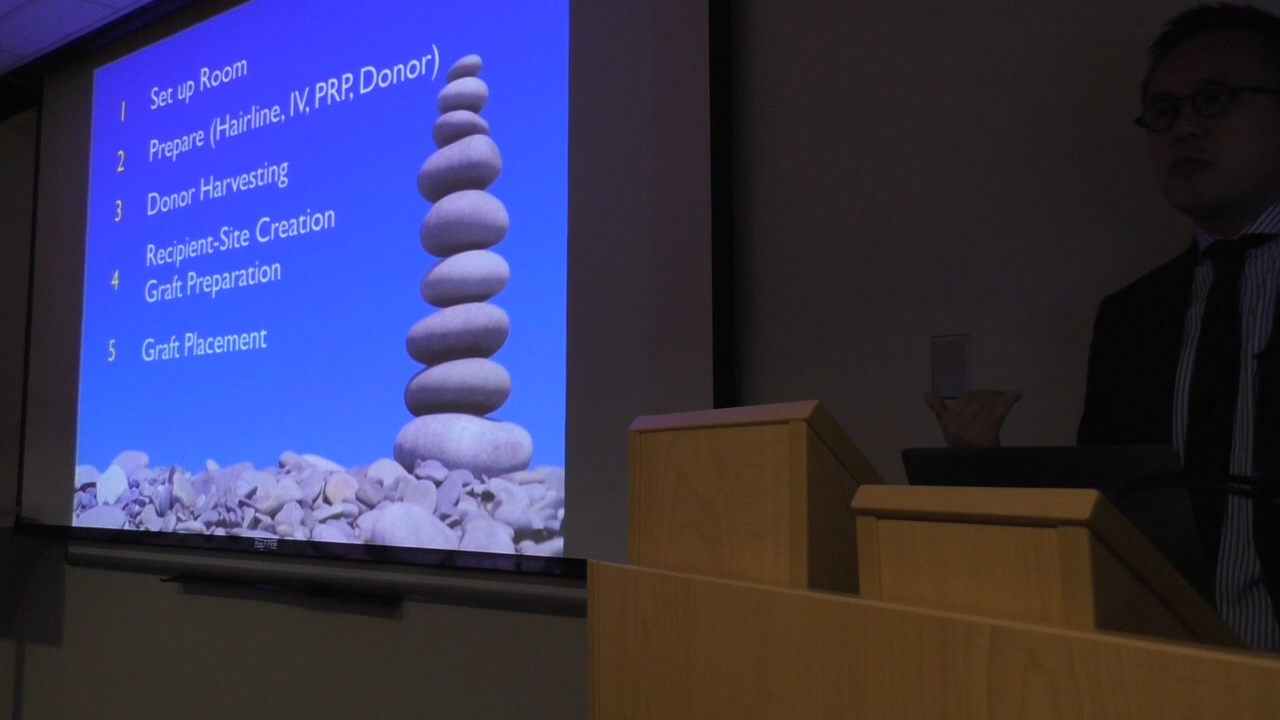 1 Set up Room
2 Prepare (Hairline, IV, PRP, Donor)
3 Donor Harvesting
Recipient-Site Creation
4 Graft Preparation
5 Graft Placement